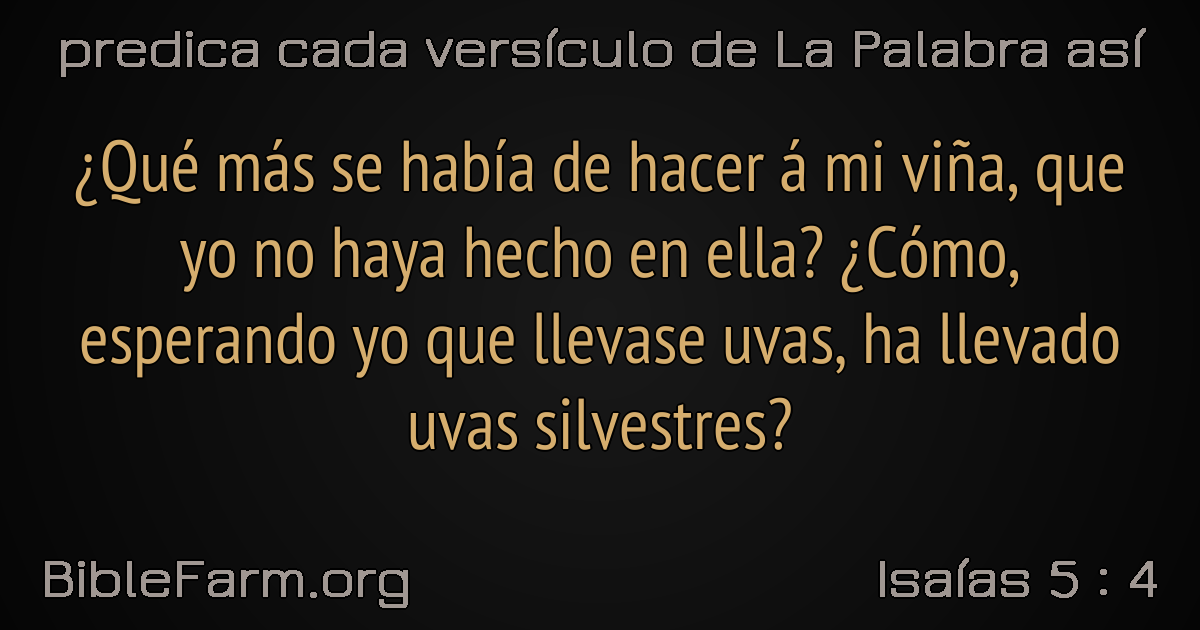 predica cada versículo de La Palabra así
¿Qué más se había de hacer á mi viña, que
yo no haya hecho en ella? ¿Cómo,
esperando yo que llevase uvas, ha llevado
uvas silvestres?
BibleFarm.org
Isaías 5 : 4